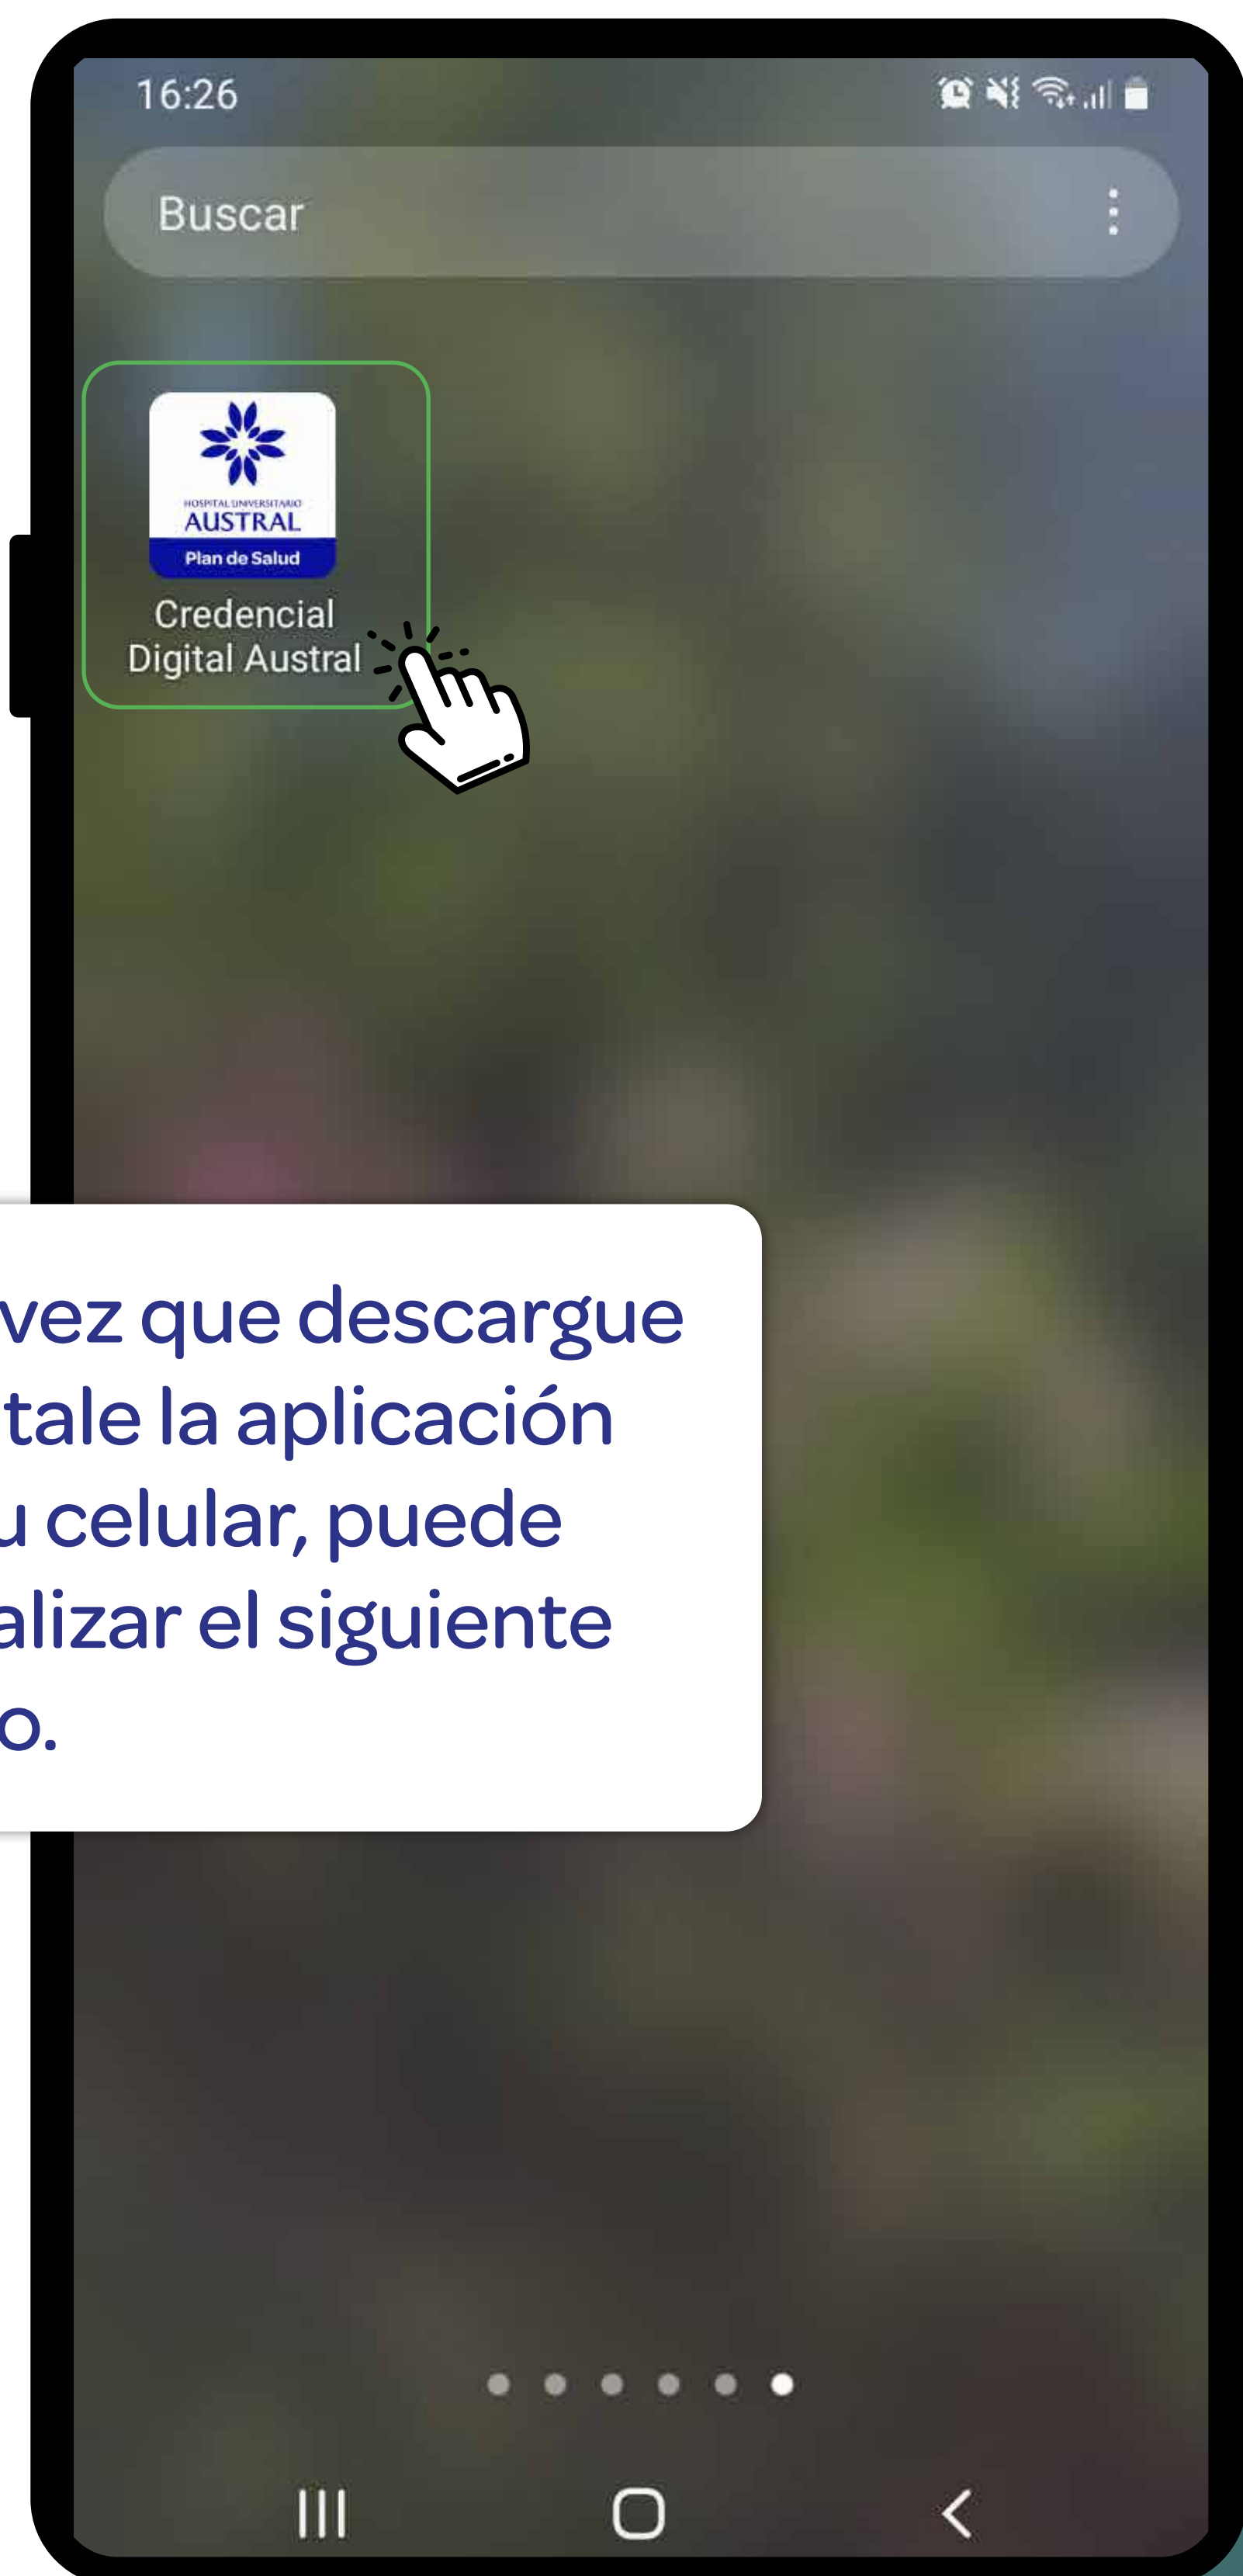 16:26
Buscar
HOSPITAL UNIVERSITARIO
AUSTRAL
Plan de Salud
Credencial
Digital Austral
vez que descargue
tale la aplicación
u celular, puede
alizar el siguiente
o.